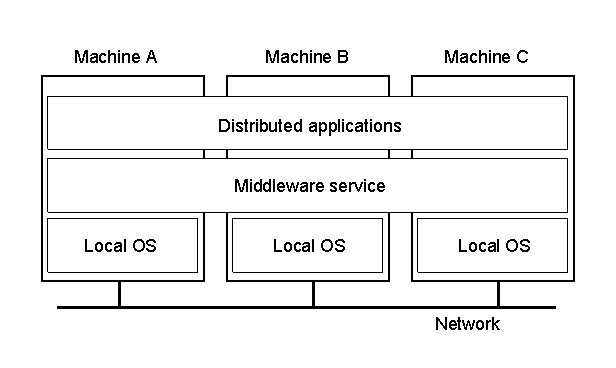 Machine A
Machine B
Machine C
Distributed applications
Middleware service
Local OS
Local OS
Local OS
Network